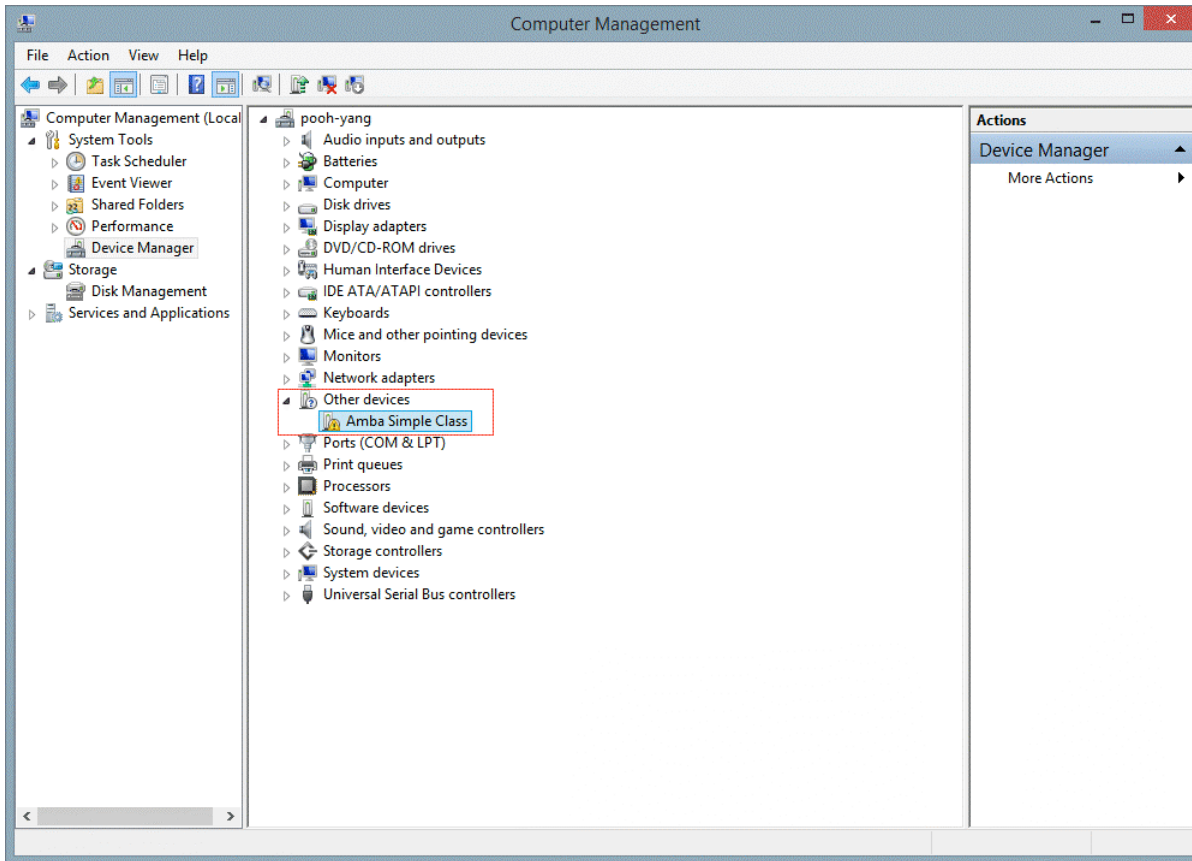 Computer Management
File Action View Help
Computer Management (Local
System Tools
Task Scheduler
Event Viewer
Shared Folders
Performance
Device Manager
Storage
Disk Management
Services and Applications
pooh-yang
Audio inputs and outputs
Batteries
Computer
Disk drives
Display adapters
DVD/CD-ROM drives
Human Interface Devices
IDE ATA/ATAPI controllers
Keyboards
Mice and other pointing devices
Monitors
Network adapters
Other devices
Amba Simple Class
Ports (COM & LPT)
Print queues
Processors
Software devices
Sound, video and game controllers
Storage controllers
System devices
Universal Serial Bus controllers
Actions
Device Manager
More Actions